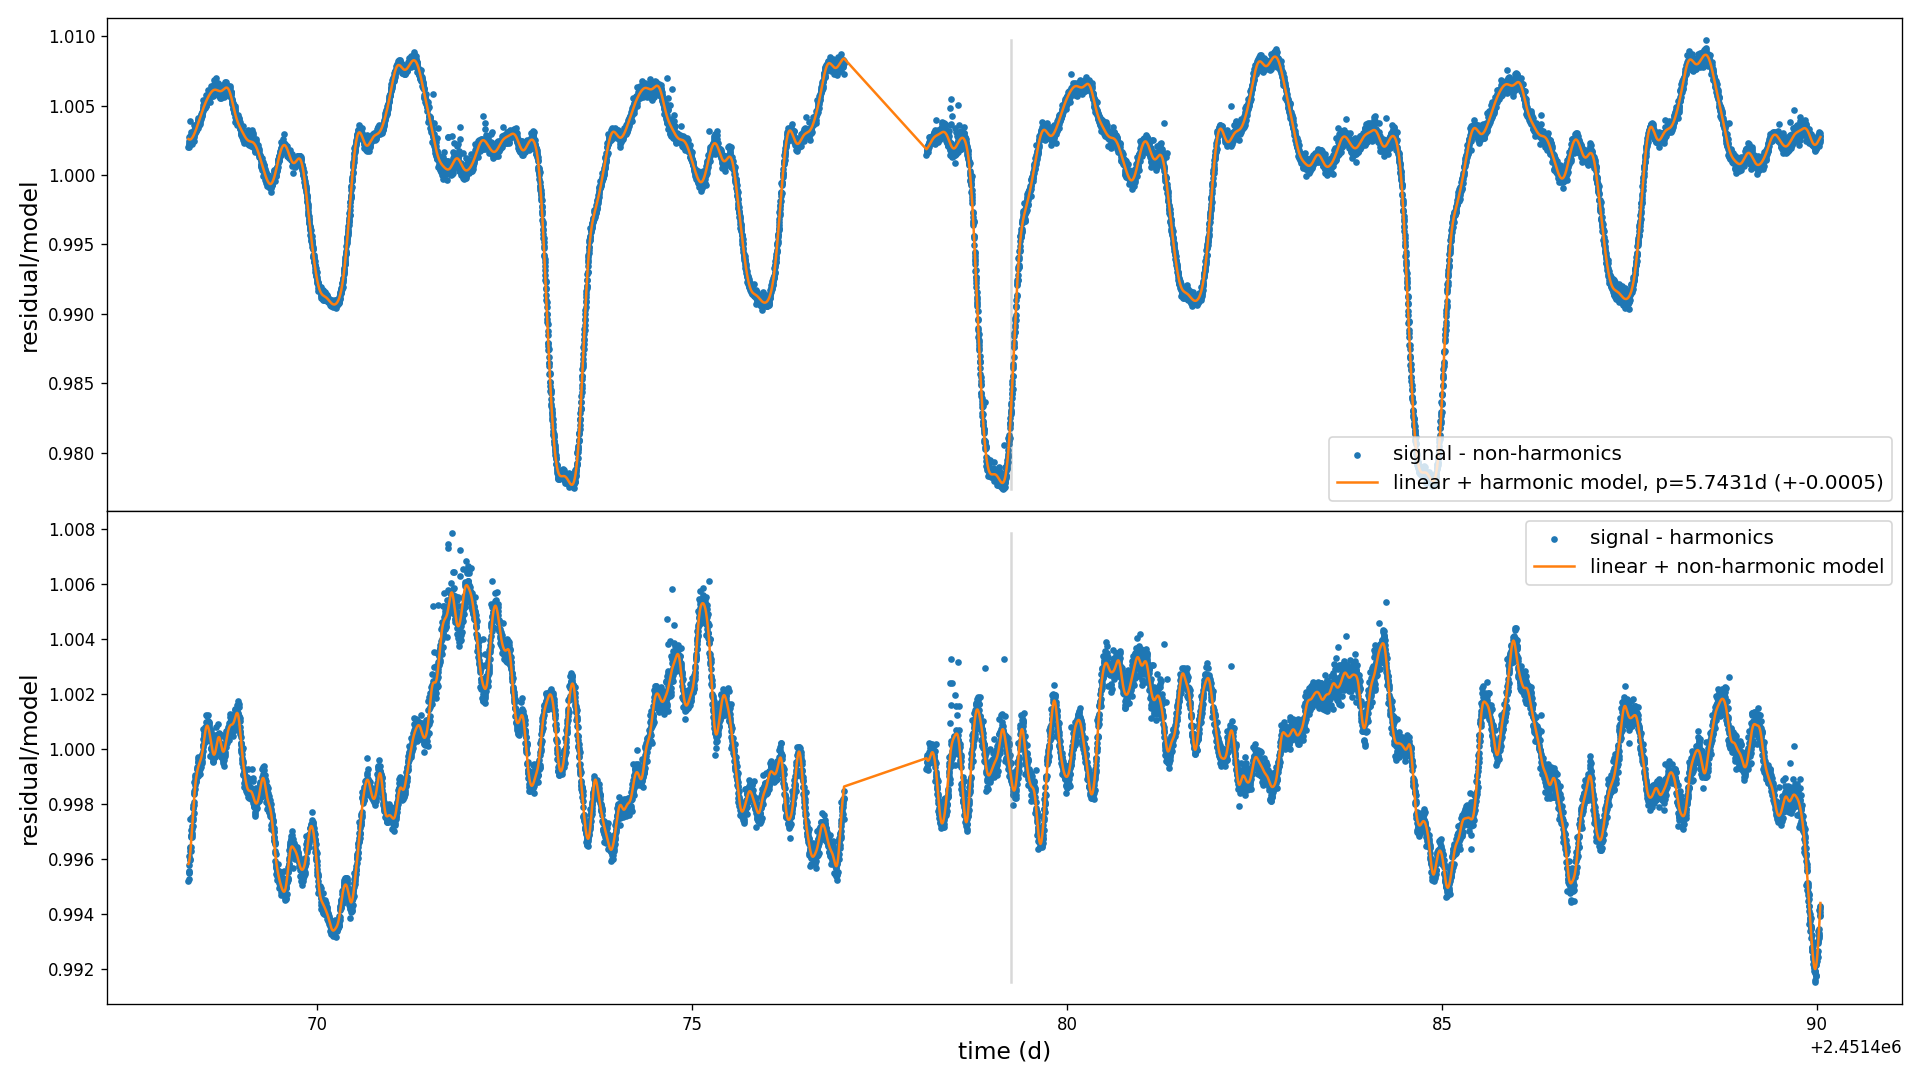 1.010
1.005
1.000
0.995
0.990
0.985
0.980
residual/model
signal - non-harmonics
linear + harmonic model, p=5.7431d (+-0.0005)
1.008
1.006
1.004
1.002
1.000
0.998
0.996
0.994
0.992
residual/model
signal - harmonics
linear + non-harmonic model
70
75
80
85
90
time (d)
+2.4514e6